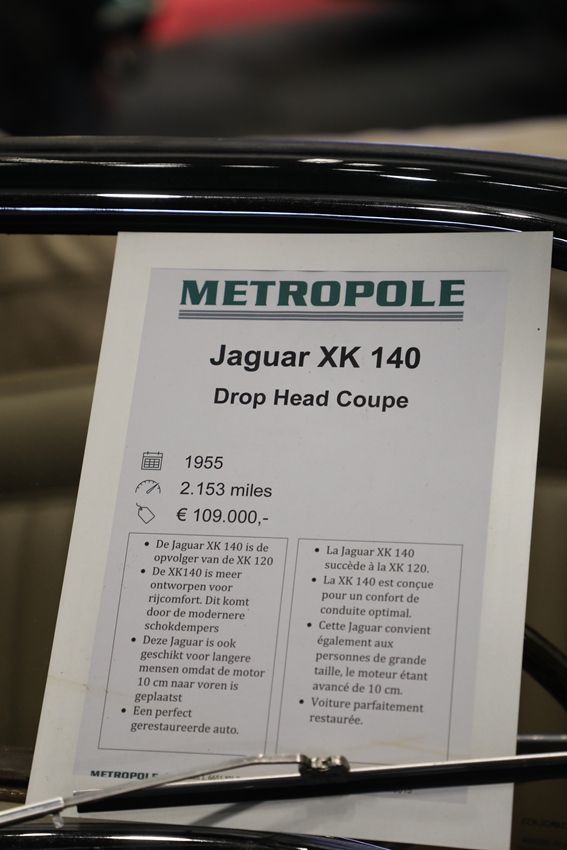 METROPOLE
Jaguar XK 140
Drop Head Coupe
1955
2.153 miles
€ 109.000,-
• De Jaguar XK 140 is de
opvolger van de XK 120
• De XK140 is meer
ontworpen voor
rijcomfort. Dit komt
door de modernere
schokdempers
• Deze Jaguar is ook
geschikt voor langere
mensen omdat de motor
10 cm naar voren is
geplaatst
• Een perfect
gerestaureerde auto.
• La Jaguar XK 140
succède à la XK 120.
• La XK 140 est conçue
pour un confort de
conduite optimal.
• Cette Jaguar convient
également aux
personnes de grande
taille, le moteur étant
avancé de 10 cm.
• Voiture parfaitement
restaurée.
METROPOLE